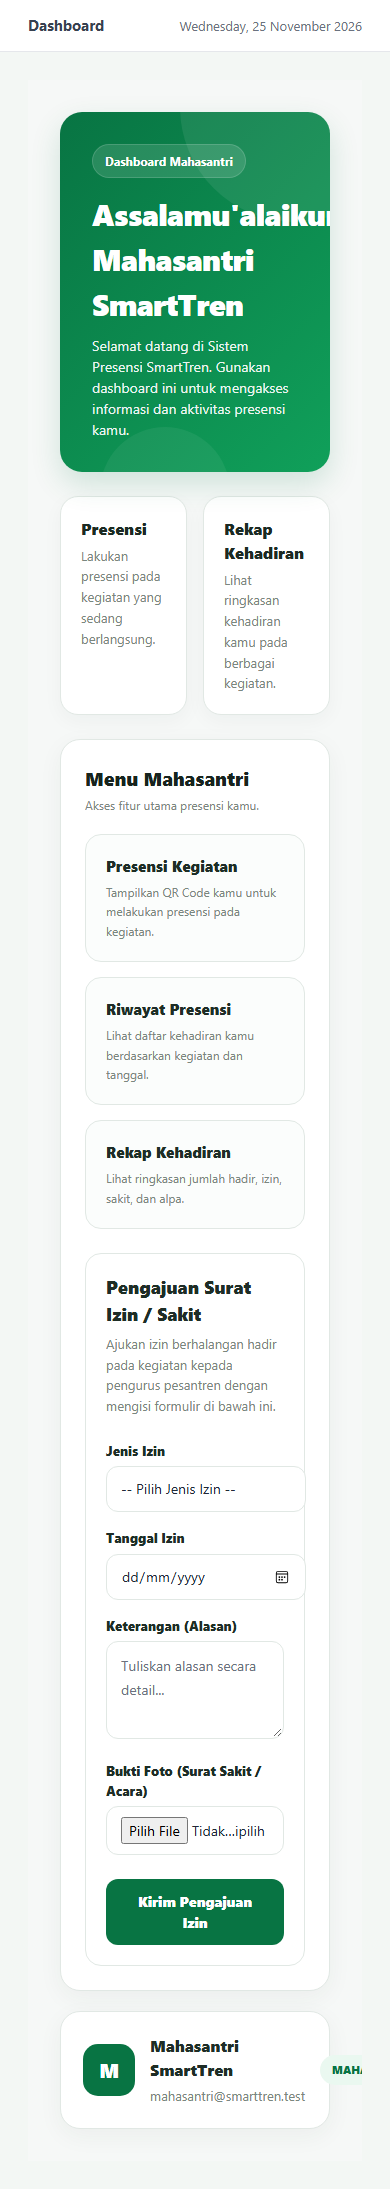 Dashboard
Wednesday, 25 November 2026
Dashboard Mahasantri
Assalamu'alaikum
Mahasantri
SmartTren
Selamat datang di Sistem
Presensi SmartTren. Gunakan
dashboard ini untuk mengakses
informasi dan aktivitas presensi
kamu.
Presensi
Lakukan
presensi pada
kegiatan yang
sedang
berlangsung.
Rekap
Kehadiran
Lihat
ringkasan
kehadiran
kamu pada
berbagai
kegiatan.
Menu Mahasantri
Akses fitur utama presensi kamu.
Presensi Kegiatan
Tampilkan QR Code kamu untuk
melakukan presensi pada
kegiatan.
Riwayat Presensi
Lihat daftar kehadiran kamu
berdasarkan kegiatan dan
tanggal.
Rekap Kehadiran
Lihat ringkasan jumlah hadir, izin,
sakit, dan alpa.
Pengajuan Surat
Izin / Sakit
Ajukan izin berhalangan hadir
pada kegiatan kepada
pengurus pesantren dengan
mengisi formulir di bawah ini.
Jenis Izin
-- Pilih Jenis Izin --
Tanggal Izin
dd/mm/yyyy
Keterangan (Alasan)
Tuliskan alasan secara
detail...
Bukti Foto (Surat Sakit /
Acara)
Pilih File Tidak...ipilih
Kirim Pengajuan
Izin
M
Mahasantri
SmartTren
mahasantri@smarttren.test